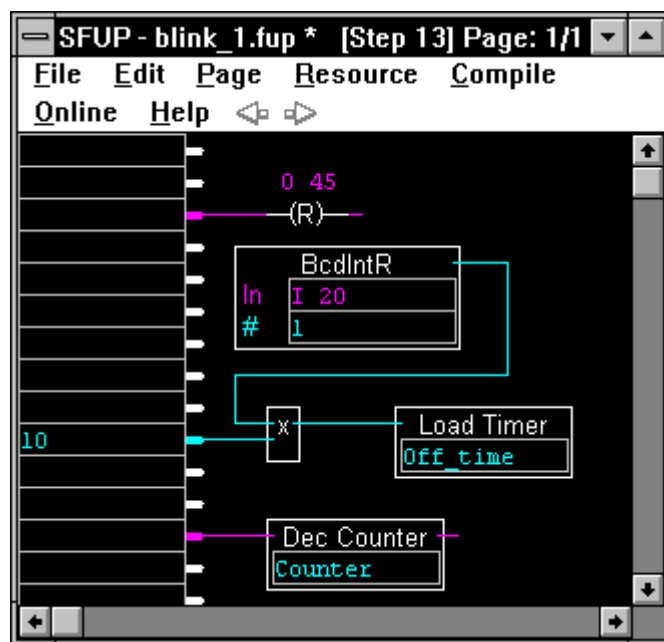 SFUP - blink_1.fup * [Step 13] Page: 1/1
File Edit Page Resource Compile
Online Help
O 45
(R)
BcdIntR
In I 20
# 1
x Load Timer
10 Off_time
Dec Counter
Counter